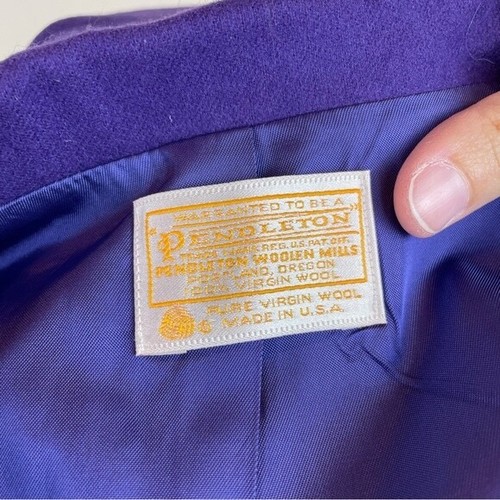 WARRANTED TO BE A
"PENDLETON"
TRADE MARK REG. U.S. PAT. OFF.
PENDLETON WOOLEN MILLS
PORTLAND, OREGON
100% VIRGIN WOOL
PURE VIRGIN WOOL
MADE IN U.S.A.